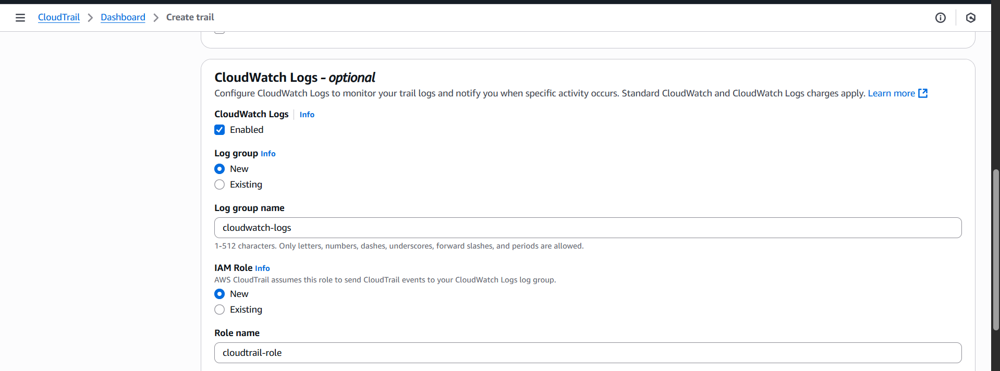 CloudTrail > Dashboard > Create trail
CloudWatch Logs - optional
Configure CloudWatch Logs to monitor your trail logs and notify you when specific activity occurs. Standard CloudWatch and CloudWatch Logs charges apply. Learn more
CloudWatch Logs | Info
Enabled
Log group Info
New
Existing
Log group name
cloudwatch-logs
1-512 characters. Only letters, numbers, dashes, underscores, forward slashes, and periods are allowed.
IAM Role Info
AWS CloudTrail assumes this role to send CloudTrail events to your CloudWatch Logs log group.
New
Existing
Role name
cloudtrail-role